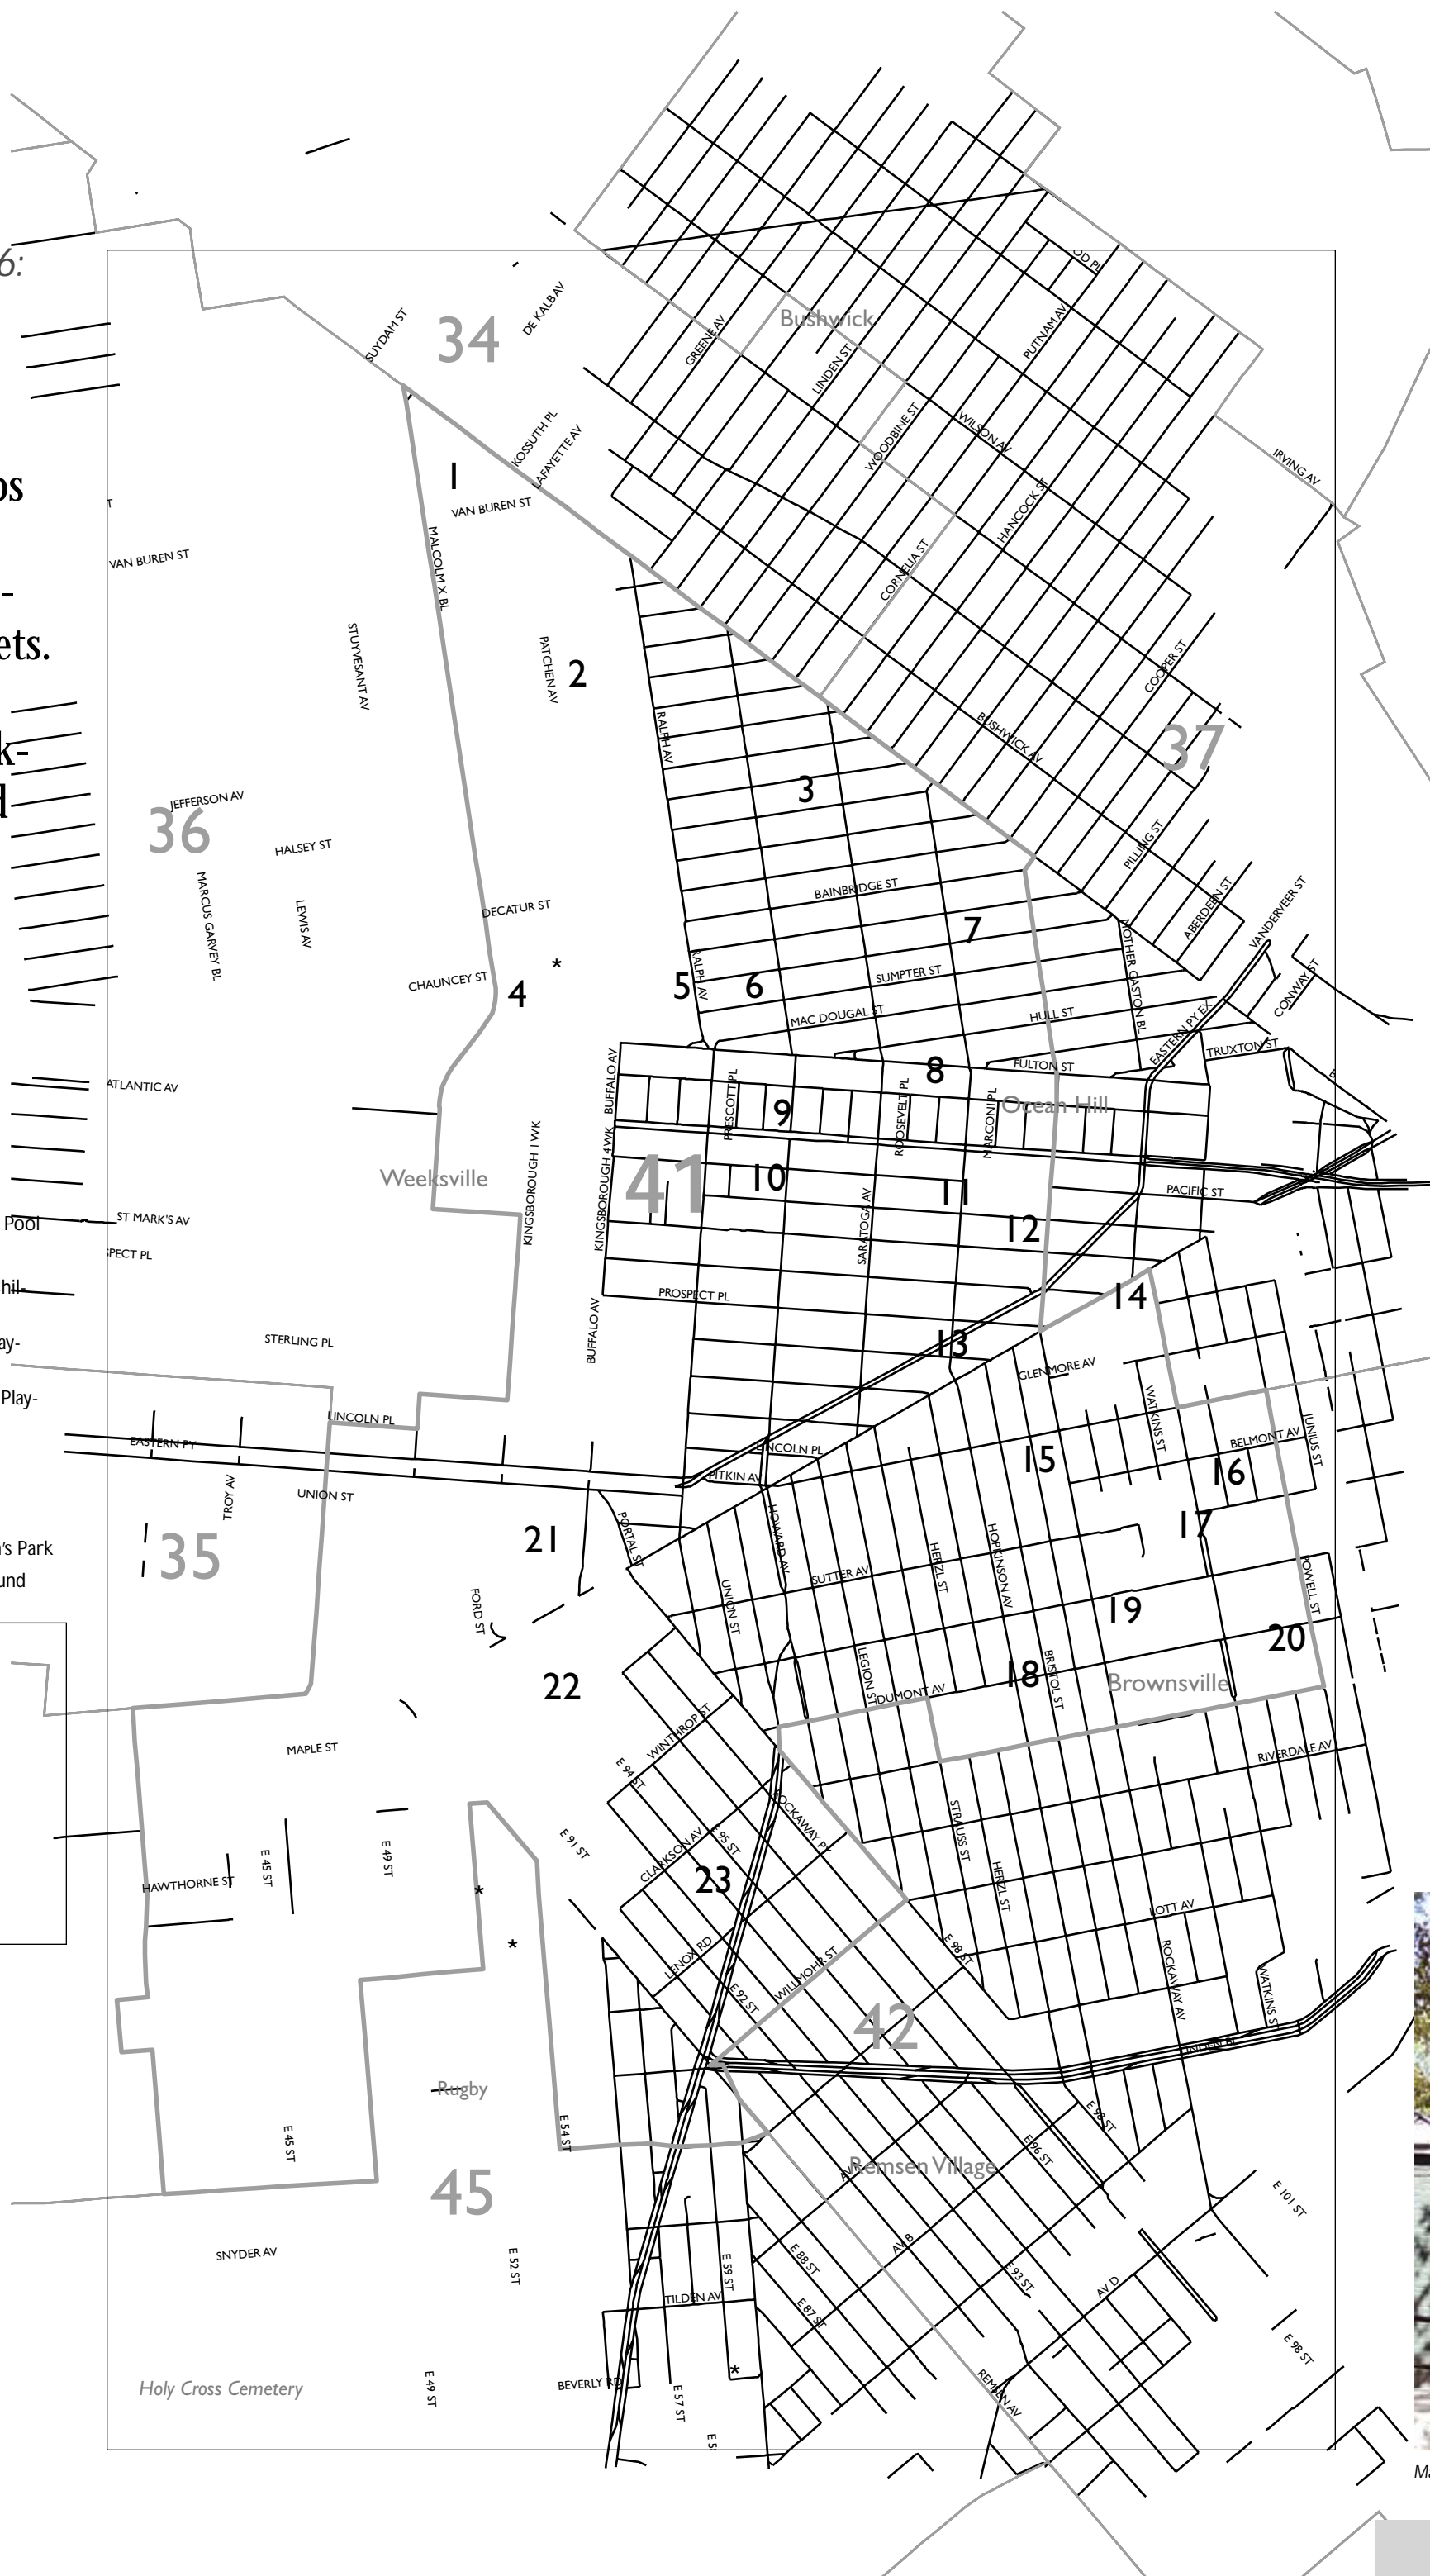 6:
OD PL
DE KALB AV
SUYDAM ST
34
Bushwick
GREENE AV
PUTNAM AV
LINDEN ST
KOSSUTH PL
LAFAYETTE AV
WOODBINE ST
WILSON AV
IRVING AV
1
os
VAN BUREN ST
T
HANCOCK ST
VAN BUREN ST
MALCOLM X BL
CORNELIA ST
-
ets.
STUYVESANT AV
PATCHEN AV
2
COOPER ST
RALPH AV
BUSHWICK AV
37
k-
3
d
JEFFERSON AV
36
HALSEY ST
PILLING ST
BAINBRIDGE ST
MARCUS GARVEY BL
LEWIS AV
DECATUR ST
ABERDEEN ST
VANDERVEER ST
7
MOTHER GASTON BL
*
CHAUNCEY ST
4
5
RALPH AV
6
SUMPTER ST
CONWAY ST
MAC DOUGAL ST
HULL ST
EASTERN PY EX
TRUXTON ST
FULTON ST
8
ATLANTIC AV
BUFFALO AV
PRESCOTT PL
9
ROOSEVELT PL
MARCONI PL
Ocean Hill
Weeksville
KINGSBOROUGH 1 WK
KINGSBOROUGH 4 WK
41
10
11
PACIFIC ST
Pool
ST MARK'S AV
SARATOGA AV
12
SPECT PL
hil-
PROSPECT PL
14
ay-
STERLING PL
BUFFALO AV
13
GLENMORE AV
Play-
LINCOLN PL
WATKINS ST
JUNIUS ST
EASTERN PY
LINCOLN PL
BELMONT AV
PITKIN AV
15
16
TROY AV
UNION ST
PORTAL ST
HOWARD AV
17
21
HOPKINSON AV
HERZL ST
35
n's Park
und
SUTTER AV
UNION ST
POWELL ST
FORD ST
19
20
LEGION ST
18
BRISTOL ST
22
DUMONT AV
Brownsville
WINTHROP ST
MAPLE ST
RIVERDALE AV
E 94 ST
ROCKAWAY PY
STRAUSS ST
E 91 ST
CLARKSON AV
E 95 ST
E 45 ST
E 49 ST
23
HERZL ST
HAWTHORNE ST
*
LOTT AV
*
LENOX RD
E 98 ST
WILLMOHR ST
ROCKAWAY AV
WATKINS ST
E 92 ST
42
LINDEN BL
Rugby
E 45 ST
E 54 ST
E 98 ST
E 96 ST
Remsen Village
45
E 101 ST
SNYDER AV
E 52 ST
E 59 ST
E 88 ST
AV B
E 93 ST
AV D
TILDEN AV
E 87 ST
E 98 ST
*
Holy Cross Cemetery
E 49 ST
BEVERLY RD
E 57 ST
REMSEN AV
E 5
Ma